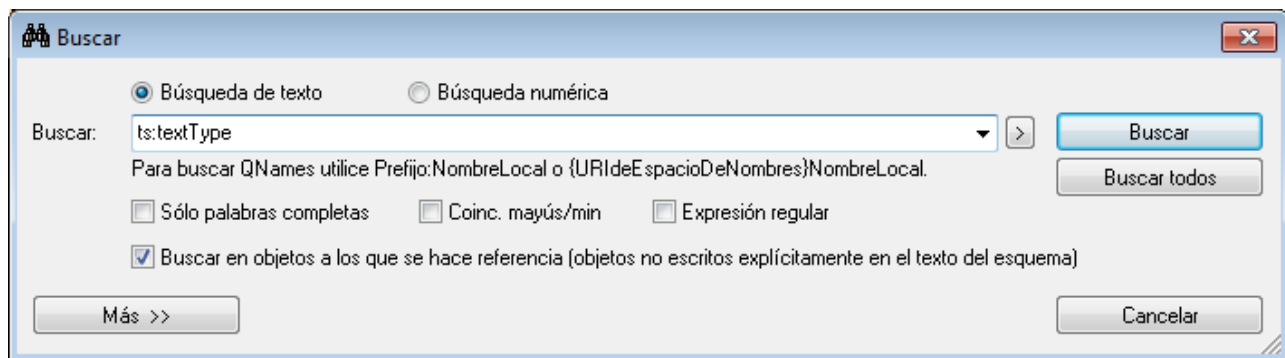 Buscar
Búsqueda de texto Búsqueda numérica
Buscar: ts:textType > Buscar
Para buscar QNames utilice Prefijo:NombreLocal o {URIdeEspacioDeNombres}NombreLocal.
Buscar todos
Sólo palabras completas Coinc. mayús/min Expresión regular
Buscar en objetos a los que se hace referencia (objetos no escritos explícitamente en el texto del esquema)
Más >> Cancelar